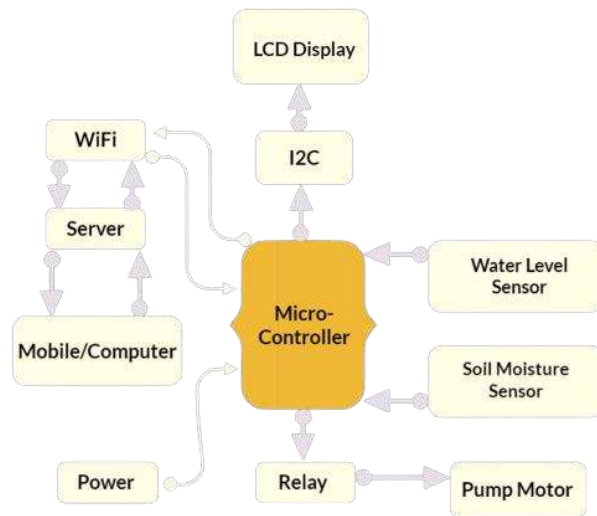 LCD Display
WiFi
I2C
Server
Water Level
Sensor
Micro-
Controller
Mobile/Computer
Soil Moisture
Sensor
Power
Relay
Pump Motor